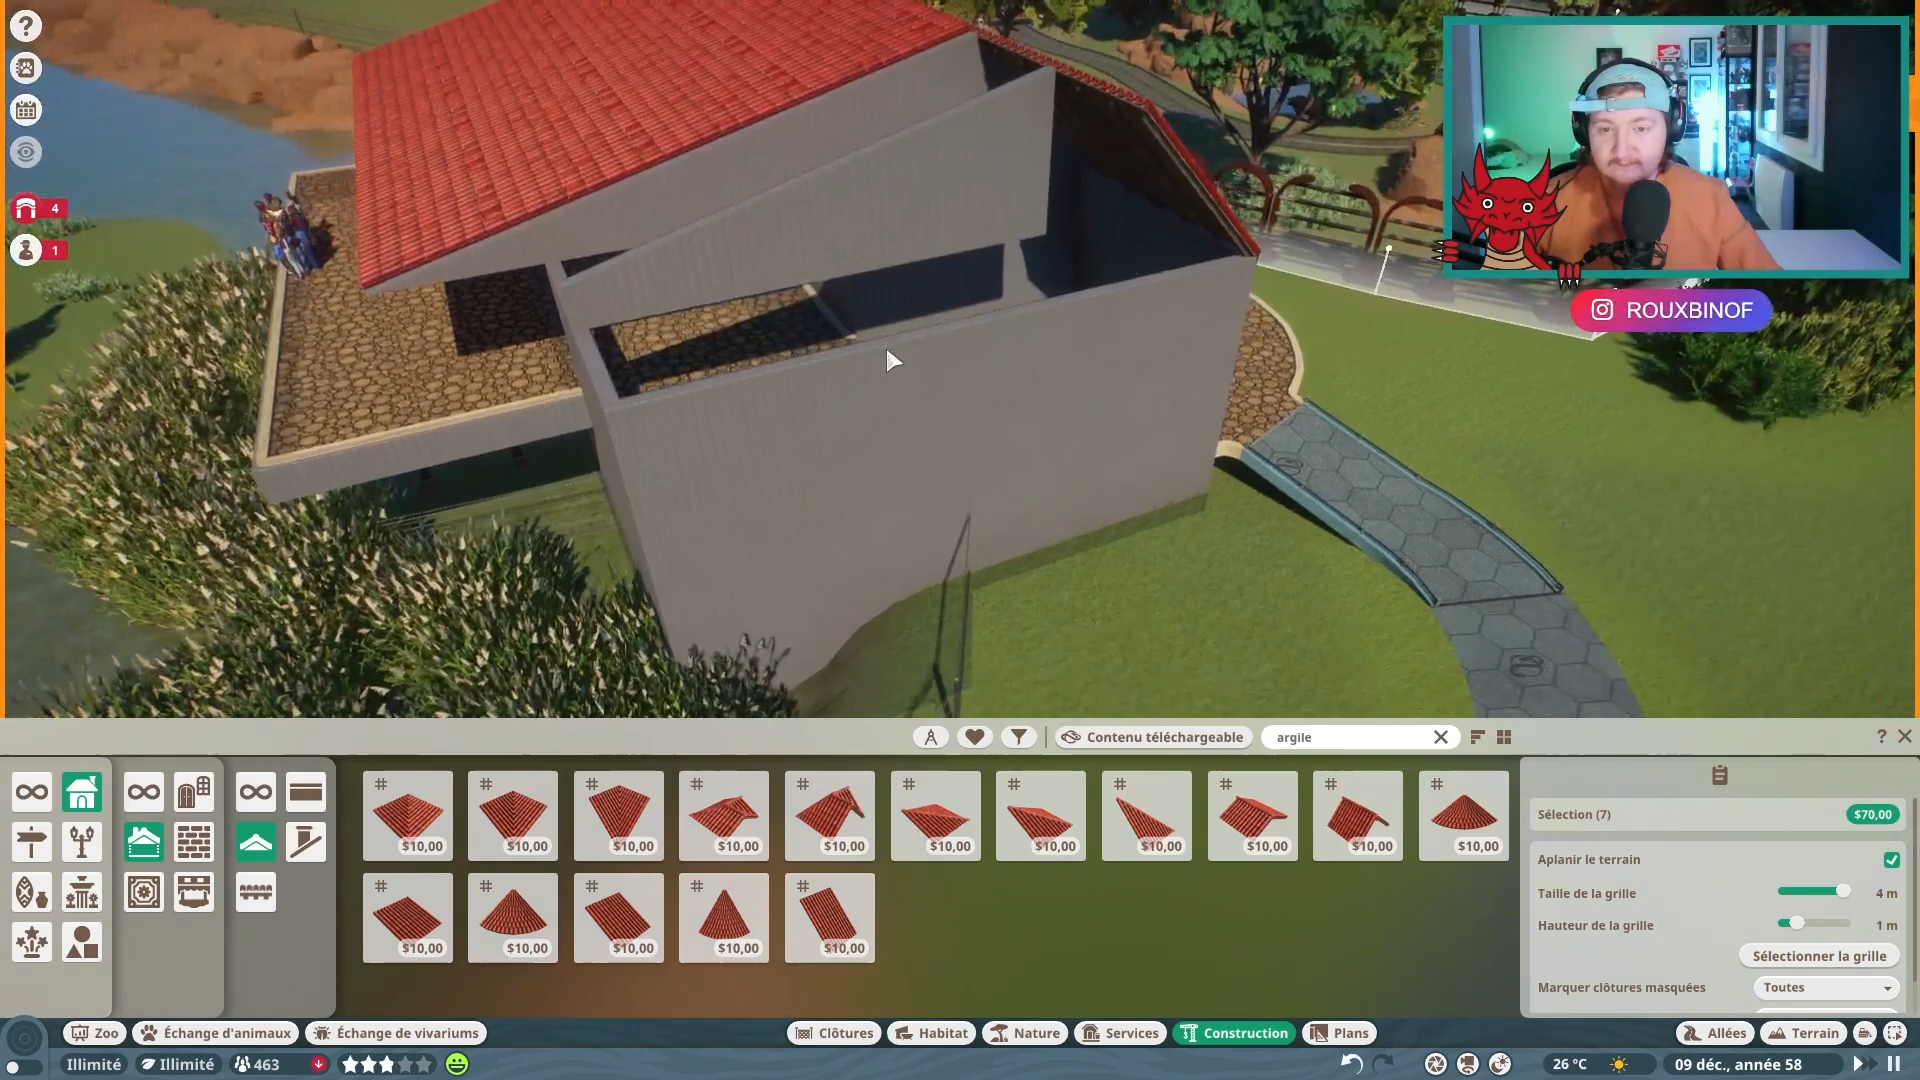 ?
4
1
ROUXBINOF
Contenu téléchargeable
argile
?
$10,00 $10,00 $10,00 $10,00 $10,00 $10,00 $10,00 $10,00 $10,00 $10,00 $10,00
$10,00 $10,00 $10,00 $10,00 $10,00
Sélection (7) $70,00
Aplanir le terrain
Taille de la grille 4 m
Hauteur de la grille 1 m
Sélectionner la grille
Marquer clôtures masquées Toutes
Zoo Échange d'animaux Échange de vivariums Clôtures Habitat Nature Services Construction Plans Allées Terrain
Illimité Illimité 463 26 °C 09 déc., année 58